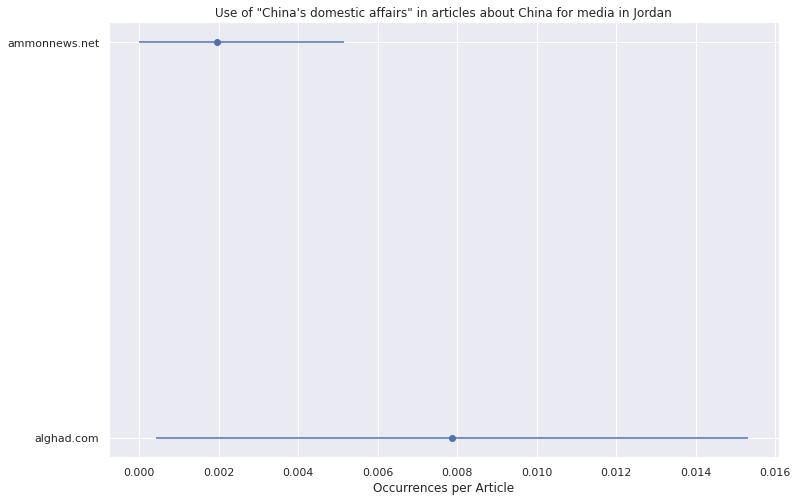 Use of "China's domestic affairs" in articles about China for media in Jordan
ammonnews.net
alghad.com
0.000 0.002 0.004 0.006 0.008 0.010 0.012 0.014 0.016
Occurrences per Article